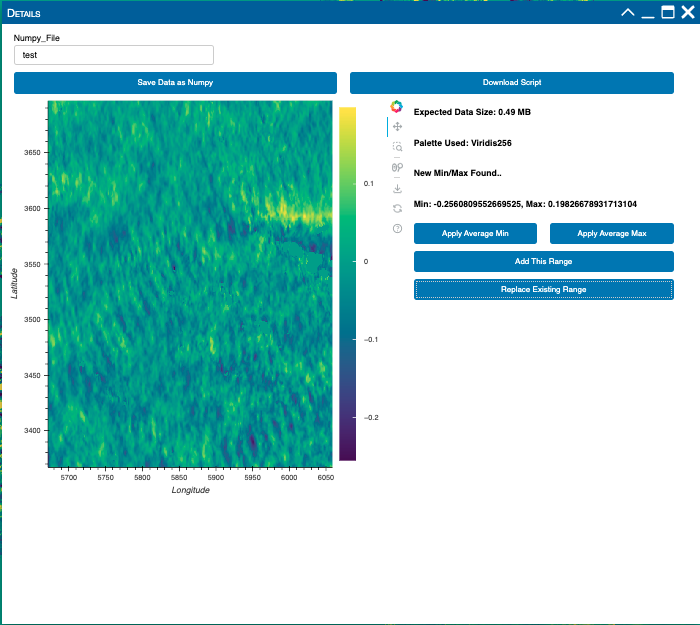 DETAILS
Numpy_File
test
Save Data as Numpy
Download Script
3650
3600
3550
3500
3450
3400
Latitude
5700 5750 5800 5850 5900 5950 6000 6050
Longitude
0.1
0
−0.1
−0.2
Expected Data Size: 0.49 MB
Palette Used: Viridis256
New Min/Max Found..
Min: -0.2560809552669525, Max: 0.19826678931713104
Apply Average Min
Apply Average Max
Add This Range
Replace Existing Range